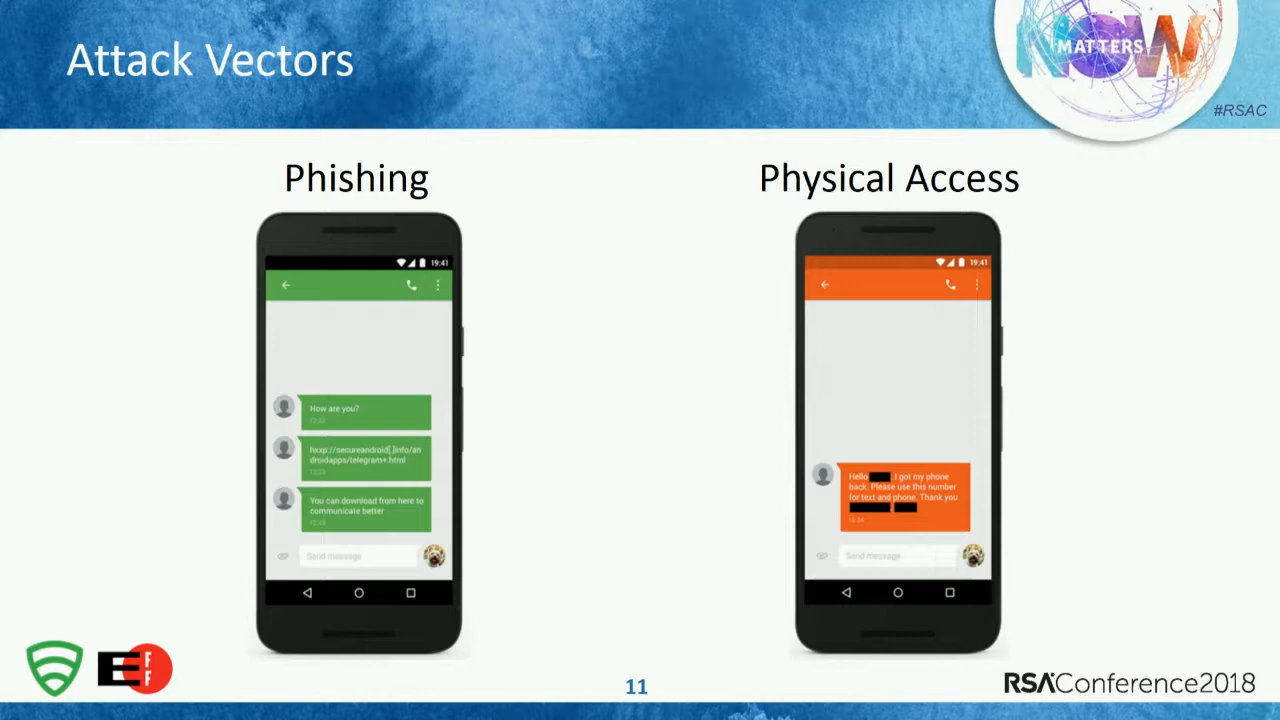 Attack Vectors
NOW
MATTERS
#RSAC
Phishing
Physical Access
19:41
How are you?
hxxp://secureandroid[.]info/an
droidapps/telegram+.html
You can download from here to
communicate better
Send message
19:41
Hello
I got my phone
back. Please use this number
for text and phone. Thank you
Send message
EFF
11
RSAConference2018